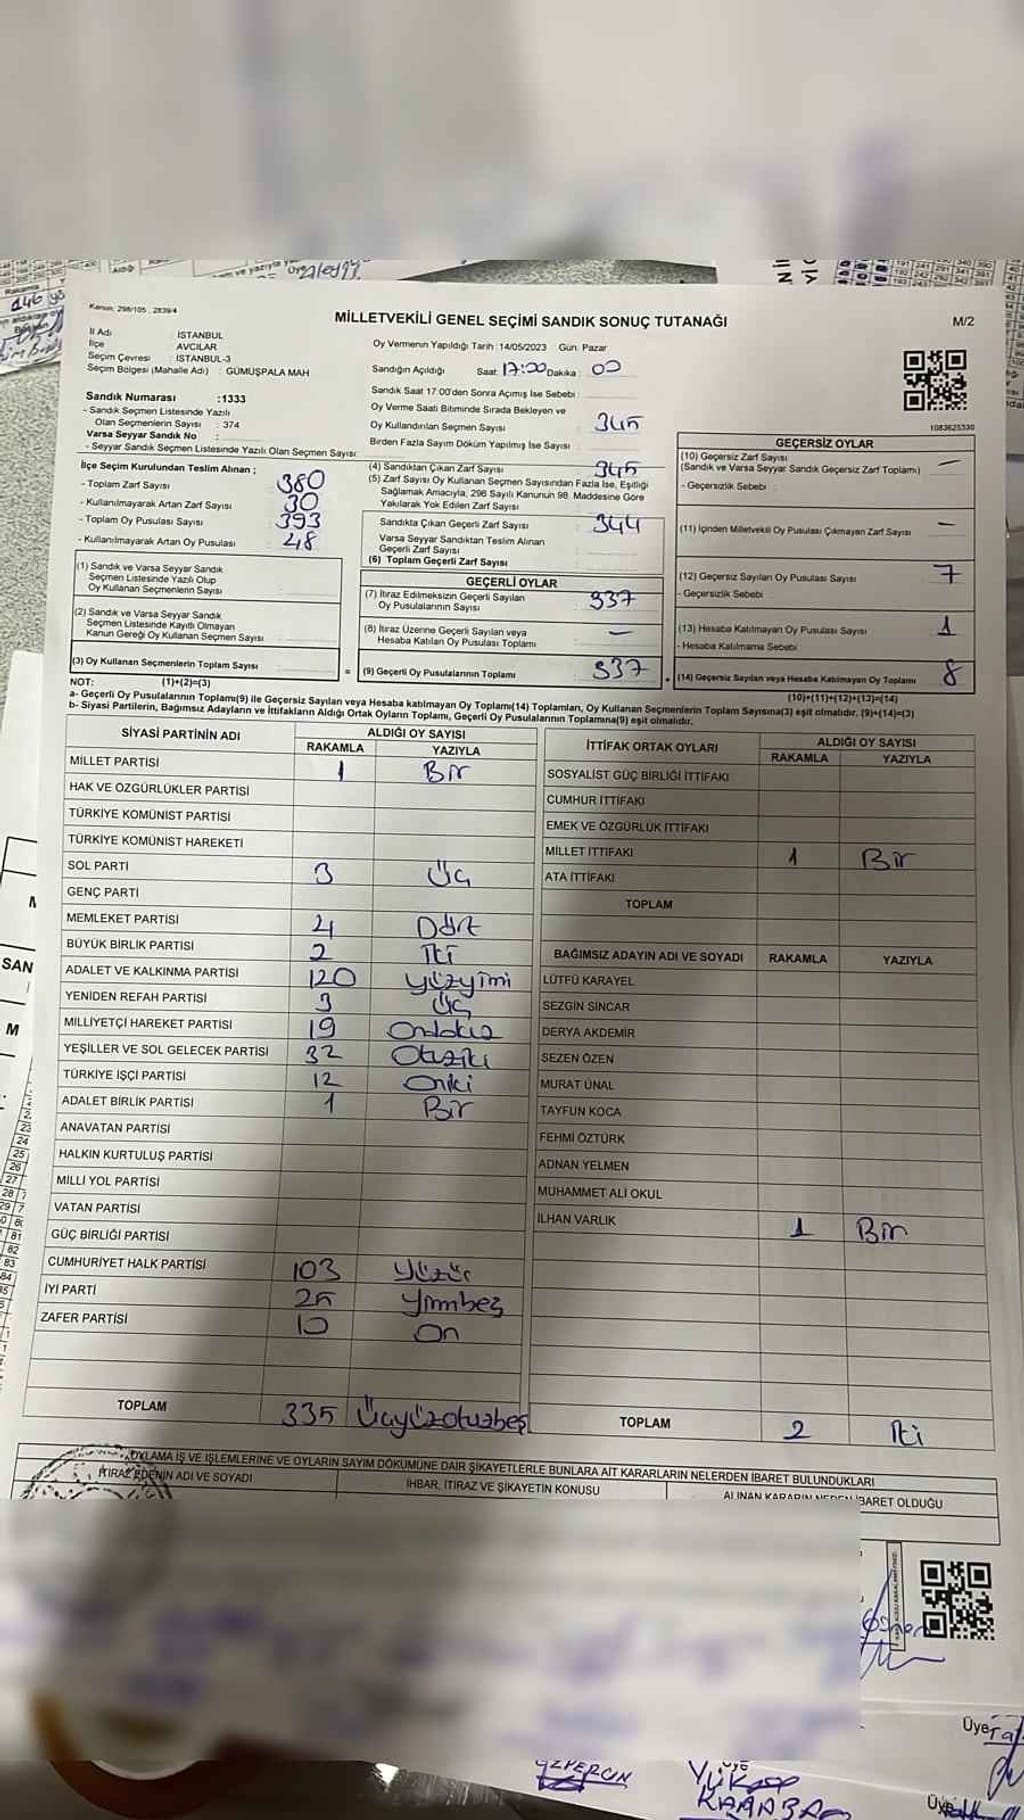 Kanun: 298/105 , 2839/4
MİLLETVEKİLİ GENEL SEÇİMİ SANDIK SONUÇ TUTANAĞI
M/2
İl Adı : İSTANBUL
İlçe : AVCILAR
Seçim Çevresi : İSTANBUL-3
Seçim Bölgesi (Mahalle Adı) : GÜMÜŞPALA MAH
Sandık Numarası :1333
- Sandık Seçmen Listesinde Yazılı
Olan Seçmenlerin Sayısı : 374
Varsa Seyyar Sandık No :
- Seyyar Sandık Seçmen Listesinde Yazılı Olan Seçmen Sayısı
Oy Vermenin Yapıldığı Tarih :14/05/2023 Gün: Pazar
Sandığın Açıldığı Saat: 17:00 Dakika : 00
Sandık Saat 17:00'den Sonra Açımış İse Sebebi :
Oy Verme Saati Bitiminde Sırada Bekleyen ve
Oy Kullandırılan Seçmen Sayısı 345
Birden Fazla Sayım Döküm Yapılmış İse Sayısı :
1083625330
İlçe Seçim Kurulundan Teslim Alınan ;
- Toplam Zarf Sayısı : 380
- Kullanılmayarak Artan Zarf Sayısı : 30
- Toplam Oy Pusulası Sayısı : 393
- Kullanılmayarak Artan Oy Pusulası : 48
(4) Sandıktan Çıkan Zarf Sayısı 345
(5) Zarf Sayısı Oy Kullanan Seçmen Sayısından Fazla İse, Eşitliği
Sağlamak Amacıyla, 298 Sayılı Kanunun 98. Maddesine Göre
Yakılarak Yok Edilen Zarf Sayısı
Sandıkta Çıkan Geçerli Zarf Sayısı 344
Varsa Seyyar Sandıktan Teslim Alınan
Geçerli Zarf Sayısı
(6) Toplam Geçerli Zarf Sayısı
GEÇERSİZ OYLAR
(10) Geçersiz Zarf Sayısı —
(Sandık ve Varsa Seyyar Sandık Geçersiz Zarf Toplamı)
- Geçersizlik Sebebi :
(11) İçinden Milletvekili Oy Pusulası Çıkmayan Zarf Sayısı —
(12) Geçersiz Sayılan Oy Pusulası Sayısı 7
- Geçersizlik Sebebi :
(13) Hesaba Katılmayan Oy Pusulası Sayısı 1
- Hesaba Katılmama Sebebi
(14) Geçersiz Sayılan veya Hesaba Katılmayan Oy Toplamı 8
(10)+(11)+(12)+(13)=(14)
(1) Sandık ve Varsa Seyyar Sandık
Seçmen Listesinde Yazılı Olup
Oy Kullanan Seçmenlerin Sayısı
(2) Sandık ve Varsa Seyyar Sandık
Seçmen Listesinde Kayıtlı Olmayan
Kanun Gereği Oy Kullanan Seçmen Sayısı
(3) Oy Kullanan Seçmenlerin Toplam Sayısı
(1)+(2)=(3)
=
GEÇERLİ OYLAR
(7) İtiraz Edilmeksizin Geçerli Sayılan
Oy Pusulalarının Sayısı : 337
(8) İtiraz Üzerine Geçerli Sayılan veya
Hesaba Katılan Oy Pusulası Toplamı —
(9) Geçerli Oy Pusulalarının Toplamı 337
+
NOT:
a- Geçerli Oy Pusulalarının Toplamı(9) ile Geçersiz Sayılan veya Hesaba katılmayan Oy Toplam(14) Toplamları, Oy Kullanan Seçmenlerin Toplam Sayısına(3) eşit olmalıdır. (9)+(14)=(3)
b- Siyasi Partilerin, Bağımsız Adayların ve İttifakların Aldığı Ortak Oyların Toplamı, Geçerli Oy Pusulalarının Toplamına(9) eşit olmalıdır.
SİYASİ PARTİNİN ADI
ALDIĞI OY SAYISI
RAKAMLA YAZIYLA
MİLLET PARTİSİ 1 Bir
HAK VE ÖZGÜRLÜKLER PARTİSİ
TÜRKİYE KOMÜNİST PARTİSİ
TÜRKİYE KOMÜNİST HAREKETİ
SOL PARTİ 3 Üç
GENÇ PARTİ
MEMLEKET PARTİSİ 4 Dört
BÜYÜK BİRLİK PARTİSİ 2 İki
ADALET VE KALKINMA PARTİSİ 120 yüzyimi
YENİDEN REFAH PARTİSİ 3 Üç
MİLLİYETÇİ HAREKET PARTİSİ 19 Ondokuz
YEŞİLLER VE SOL GELECEK PARTİSİ 32 Otuziki
TÜRKİYE İŞÇİ PARTİSİ 12 Oniki
ADALET BİRLİK PARTİSİ 1 Bir
ANAVATAN PARTİSİ
HALKIN KURTULUŞ PARTİSİ
MİLLİ YOL PARTİSİ
VATAN PARTİSİ
GÜÇ BİRLİĞİ PARTİSİ
CUMHURİYET HALK PARTİSİ 103 Yüzüç
İYİ PARTİ 25 Yirmibeş
ZAFER PARTİSİ 10 On
TOPLAM 335 Üçyüzotuzbeş
İTTİFAK ORTAK OYLARI
ALDIĞI OY SAYISI
RAKAMLA YAZIYLA
SOSYALİST GÜÇ BİRLİĞİ İTTİFAKI
CUMHUR İTTİFAKI
EMEK VE ÖZGÜRLÜK İTTİFAKI
MİLLET İTTİFAKI 1 Bir
ATA İTTİFAKI
TOPLAM
BAĞIMSIZ ADAYIN ADI VE SOYADI RAKAMLA YAZIYLA
LÜTFÜ KARAYEL
SEZGİN SİNCAR
DERYA AKDEMİR
SEZEN ÖZEN
MURAT ÜNAL
TAYFUN KOCA
FEHMİ ÖZTÜRK
ADNAN YELMEN
MUHAMMET ALİ OKUL
İLHAN VARLIK 1 Bir
TOPLAM 2 İki
OYLAMA İŞ VE İŞLEMLERİNE VE OYLARIN SAYIM DÖKÜMÜNE DAİR ŞİKAYETLERLE BUNLARA AİT KARARLARIN NELERDEN İBARET BULUNDUKLARI
İTİRAZ EDENİN ADI VE SOYADI
İHBAR, İTİRAZ VE ŞİKAYETİN KONUSU
ALINAN KARARIN NEDEN İBARET OLDUĞU
Üye
Üye
YÜKSEL